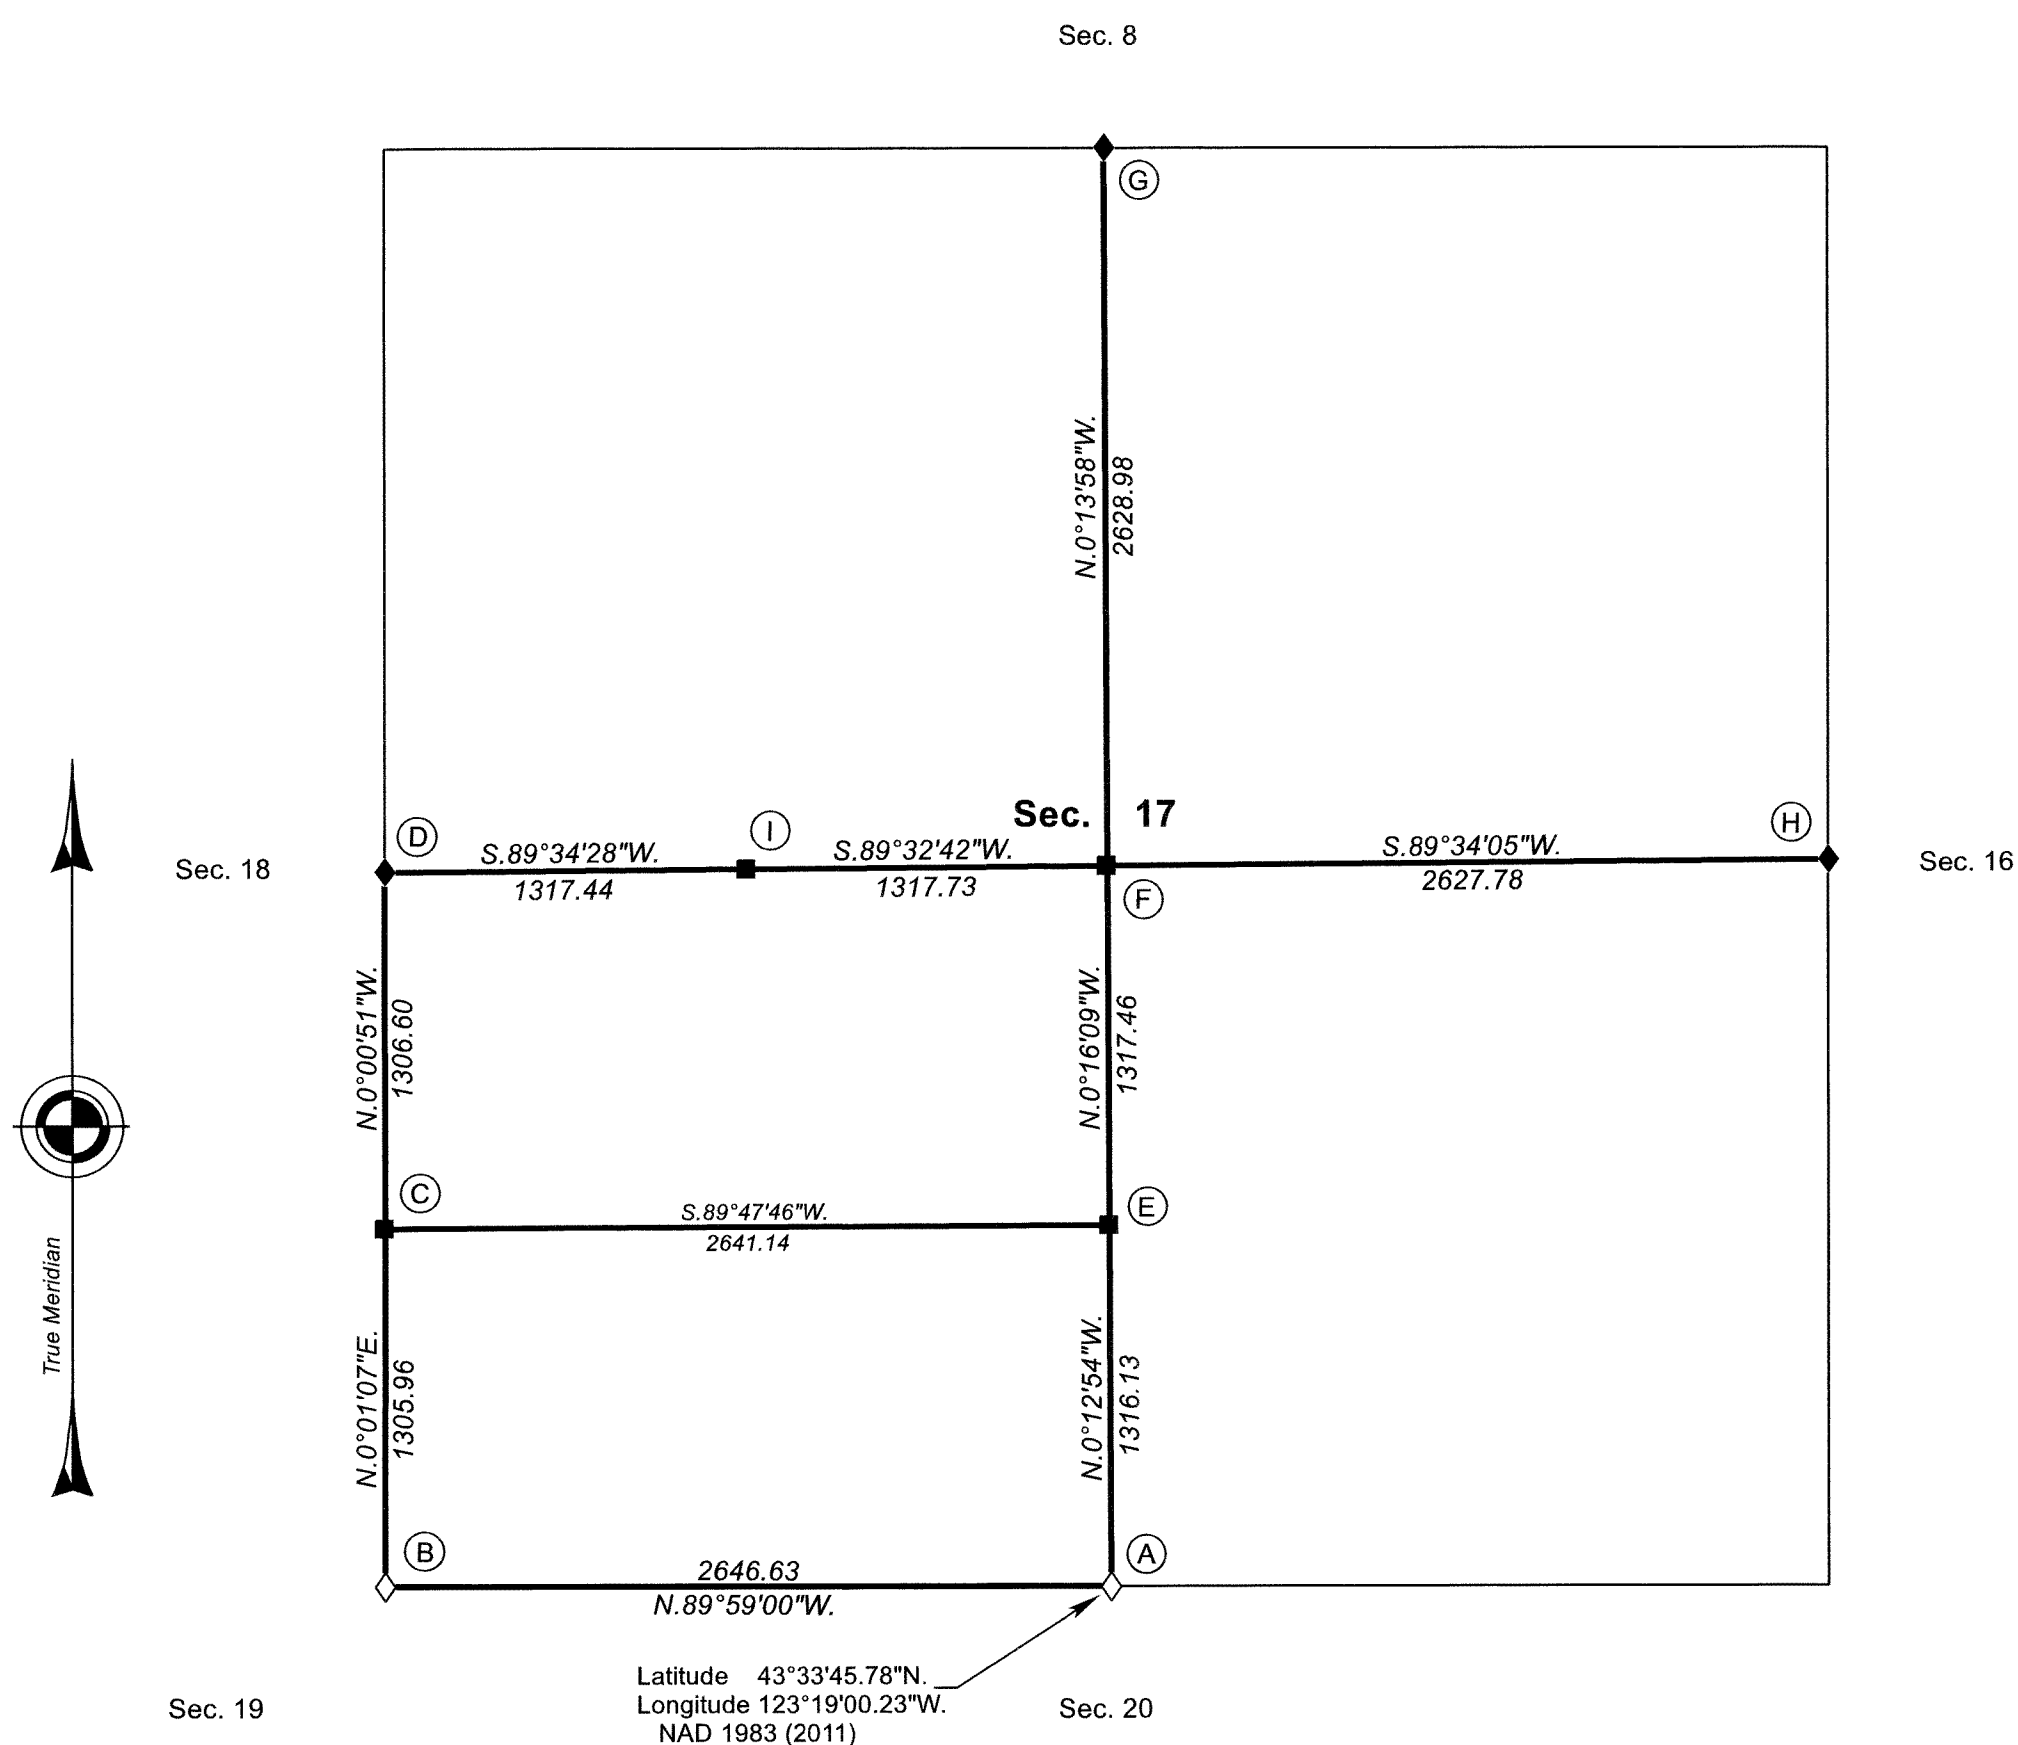 Sec. 8
G
N.0°13'58"W.
2628.98
Sec. 17
D
I
H
S.89°34'28"W.
S.89°32'42"W.
S.89°34'05"W.
Sec. 18
Sec. 16
1317.44
1317.73
2627.78
F
N.0°00'51"W.
1306.60
N.0°16'09"W.
1317.46
C
E
S.89°47'46"W.
2641.14
True Meridian
N.0°01'07"E.
1305.96
N.0°12'54"W.
1316.13
B
A
2646.63
N.89°59'00"W.
Latitude 43°33'45.78"N.
Longitude 123°19'00.23"W.
NAD 1983 (2011)
Sec. 19
Sec. 20